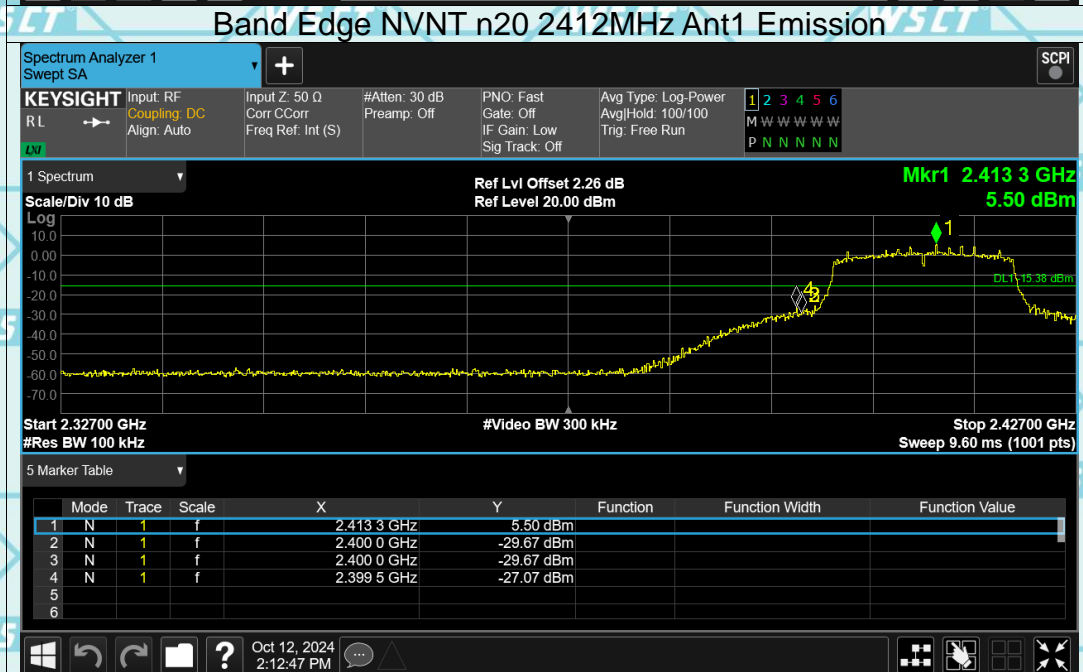 Band Edge NVNT n20 2412MHz Ant1 Emission
Spectrum Analyzer 1
Swept SA
+
SCPI
KEYSIGHT
R L
LXI
Input: RF
Coupling: DC
Align: Auto
Input Z: 50 Ω
Corr CCorr
Freq Ref: Int (S)
#Atten: 30 dB
Preamp: Off
PNO: Fast
Gate: Off
IF Gain: Low
Sig Track: Off
Avg Type: Log-Power
Avg|Hold: 100/100
Trig: Free Run
1 2 3 4 5 6
M W W W W W
P N N N N N
1 Spectrum
Scale/Div 10 dB
Ref Lvl Offset 2.26 dB
Ref Level 20.00 dBm
Mkr1 2.413 3 GHz
5.50 dBm
Log
10.0
0.00
-10.0
-20.0
-30.0
-40.0
-50.0
-60.0
-70.0
1
4
DL1 -15.38 dBm
Start 2.32700 GHz
#Res BW 100 kHz
#Video BW 300 kHz
Stop 2.42700 GHz
Sweep 9.60 ms (1001 pts)
5 Marker Table
Mode Trace Scale X Y Function Function Width Function Value
1 N 1 f 2.413 3 GHz 5.50 dBm
2 N 1 f 2.400 0 GHz -29.67 dBm
3 N 1 f 2.400 0 GHz -29.67 dBm
4 N 1 f 2.399 5 GHz -27.07 dBm
5
6
?
Oct 12, 2024
2:12:47 PM